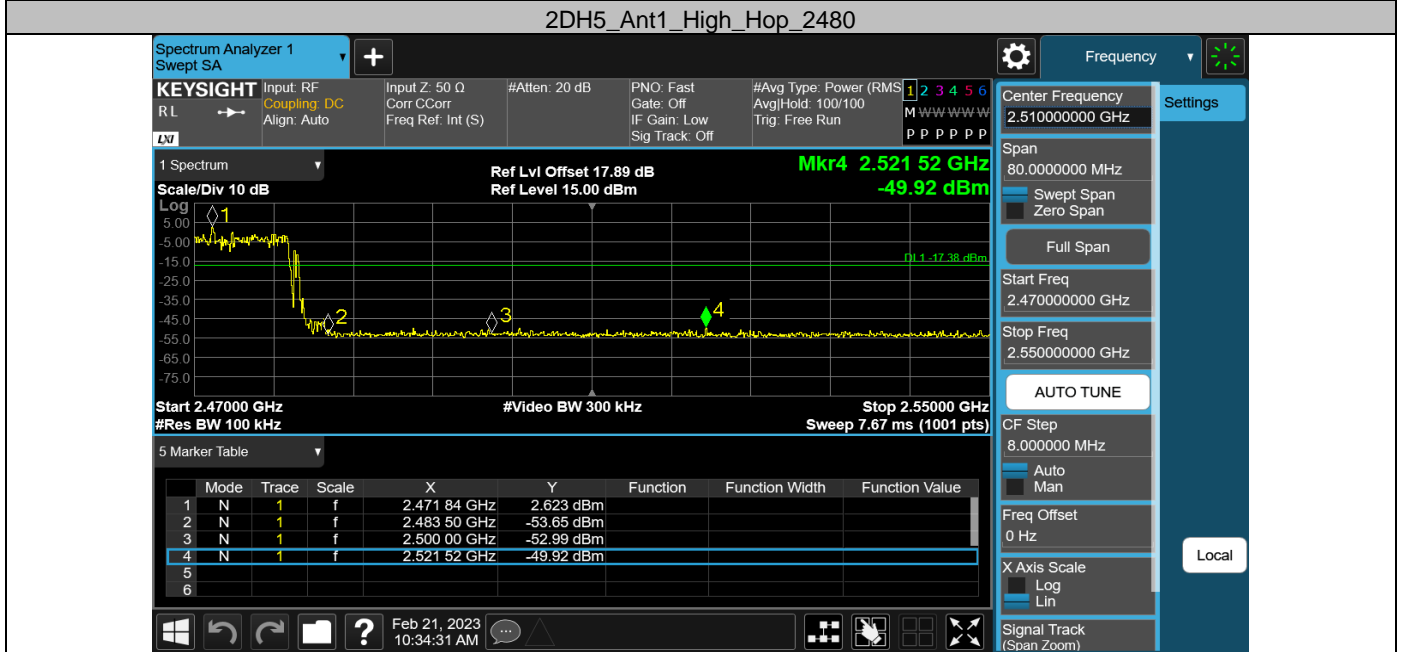 2DH5_Ant1_High_Hop_2480
Spectrum Analyzer 1
Swept SA
+
Frequency
KEYSIGHT
RL
LXI
Input: RF
Coupling: DC
Align: Auto
Input Z: 50 Ω
Corr CCorr
Freq Ref: Int (S)
#Atten: 20 dB
PNO: Fast
Gate: Off
IF Gain: Low
Sig Track: Off
#Avg Type: Power (RMS
Avg|Hold: 100/100
Trig: Free Run
1 2 3 4 5 6
M W W W W W
P P P P P P
1 Spectrum
Scale/Div 10 dB
Ref Lvl Offset 17.89 dB
Ref Level 15.00 dBm
Mkr4 2.521 52 GHz
-49.92 dBm
Log
5.00
-5.00
-15.0
-25.0
-35.0
-45.0
-55.0
-65.0
-75.0
1
2
3
4
DL1 -17.38 dBm
Start 2.47000 GHz
#Video BW 300 kHz
Stop 2.55000 GHz
#Res BW 100 kHz
Sweep 7.67 ms (1001 pts)
5 Marker Table
Mode Trace Scale X Y Function Function Width Function Value
1 N 1 f 2.471 84 GHz 2.623 dBm
2 N 1 f 2.483 50 GHz -53.65 dBm
3 N 1 f 2.500 00 GHz -52.99 dBm
4 N 1 f 2.521 52 GHz -49.92 dBm
5
6
Feb 21, 2023
10:34:31 AM
?
Center Frequency
2.510000000 GHz
Settings
Span
80.0000000 MHz
Swept Span
Zero Span
Full Span
Start Freq
2.470000000 GHz
Stop Freq
2.550000000 GHz
AUTO TUNE
CF Step
8.000000 MHz
Auto
Man
Freq Offset
0 Hz
Local
X Axis Scale
Log
Lin
Signal Track
(Span Zoom)